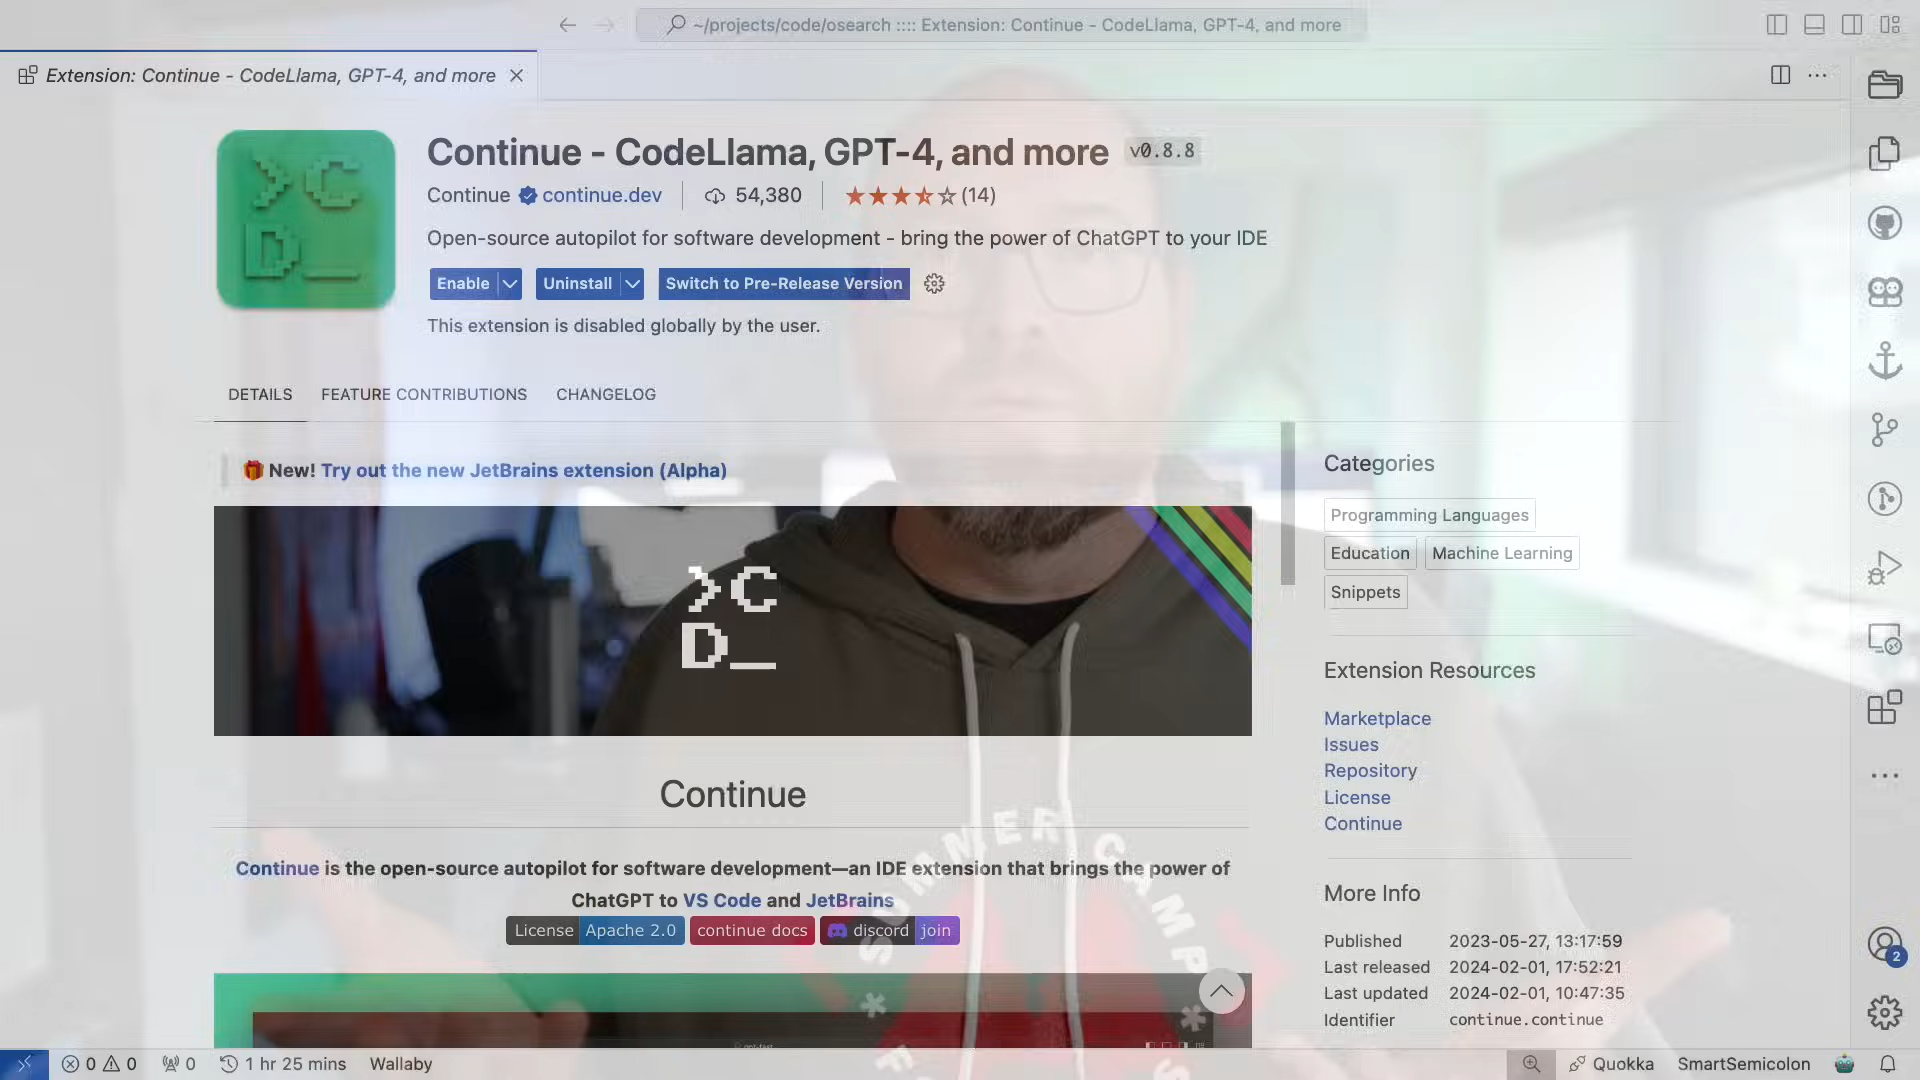 ~/projects/code/osearch :::: Extension: Continue - CodeLlama, GPT-4, and more
Extension: Continue - CodeLlama, GPT-4, and more
Continue - CodeLlama, GPT-4, and more v0.8.8
Continue continue.dev 54,380 (14)
Open-source autopilot for software development - bring the power of ChatGPT to your IDE
Enable Uninstall Switch to Pre-Release Version
This extension is disabled globally by the user.
DETAILS FEATURE CONTRIBUTIONS CHANGELOG
New! Try out the new JetBrains extension (Alpha)
>C
D_
Continue
Continue is the open-source autopilot for software development—an IDE extension that brings the power of
ChatGPT to VS Code and JetBrains
License Apache 2.0 continue docs discord join
Categories
Programming Languages
Education Machine Learning
Snippets
Extension Resources
Marketplace
Issues
Repository
License
Continue
More Info
Published 2023-05-27, 13:17:59
Last released 2024-02-01, 17:52:21
Last updated 2024-02-01, 10:47:35
Identifier continue.continue
SUMMER CAMP
2
0 0 0 1 hr 25 mins Wallaby
Quokka SmartSemicolon